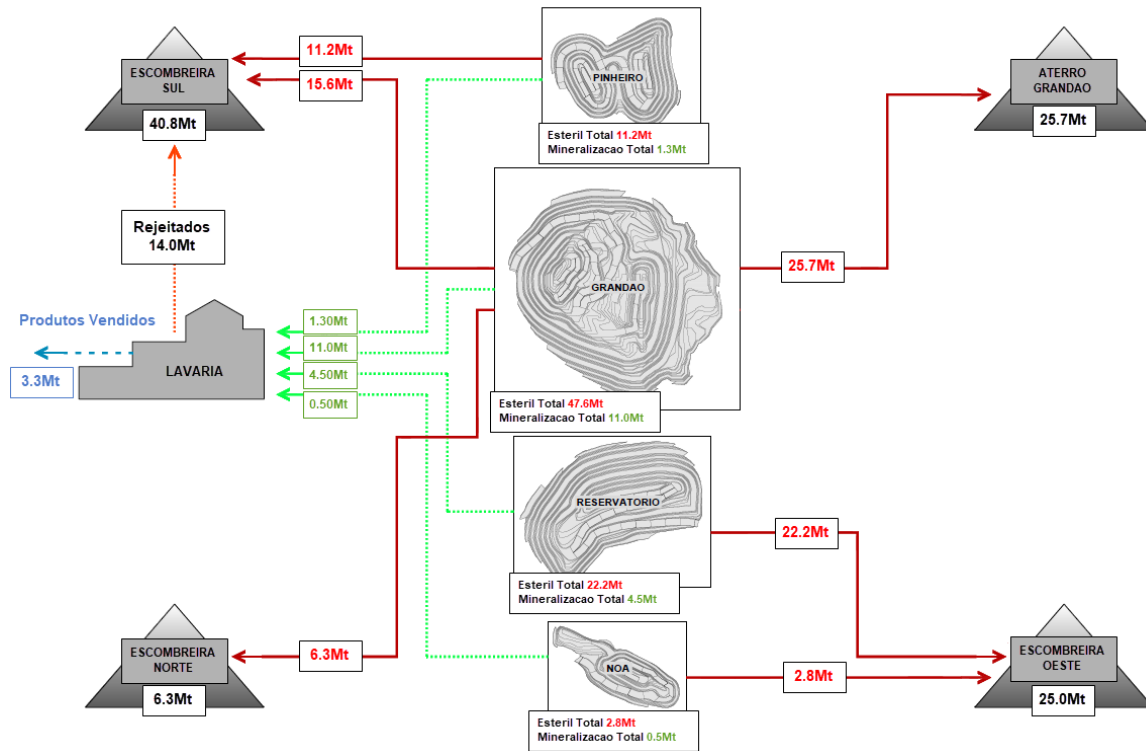 ESCOMBREIRA
SUL
40.8Mt
11.2Mt
15.6Mt
PINHEIRO
Esteril Total 11.2Mt
Mineralizacao Total 1.3Mt
ATERRO
GRANDAO
25.7Mt
Rejeitados
14.0Mt
GRANDAO
25.7Mt
Esteril Total 47.6Mt
Mineralizacao Total 11.0Mt
Produtos Vendidos
3.3Mt
LAVARIA
1.30Mt
11.0Mt
4.50Mt
0.50Mt
RESERVATORIO
22.2Mt
Esteril Total 22.2Mt
Mineralizacao Total 4.5Mt
ESCOMBREIRA
NORTE
6.3Mt
6.3Mt
NOA
2.8Mt
Esteril Total 2.8Mt
Mineralizacao Total 0.5Mt
ESCOMBREIRA
OESTE
25.0Mt